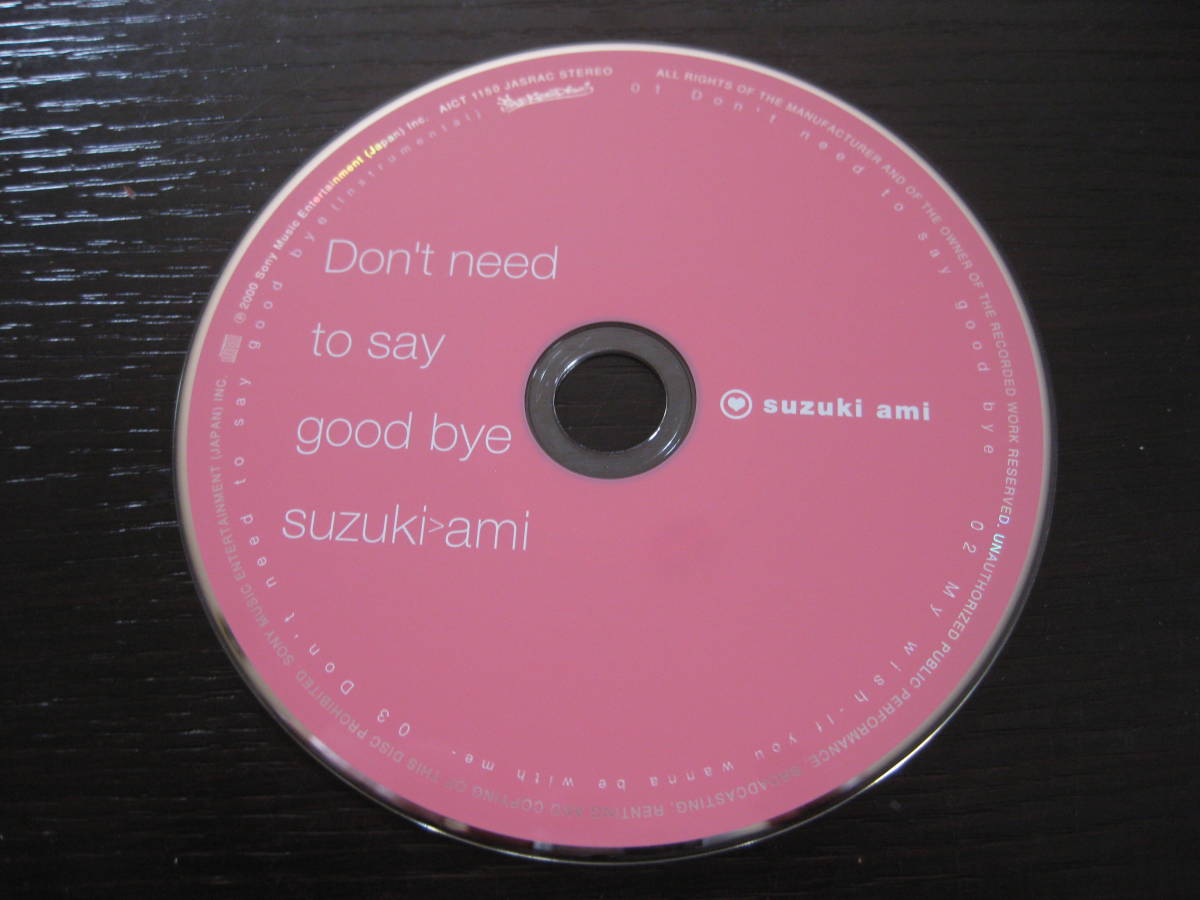 Don't need
to say
good bye
suzuki>ami
suzuki ami
01 Don't need to say good bye 02 My wish -If you wanna be with me- 03 Don't need to say good bye (instrumental)
ALL RIGHTS OF THE MANUFACTURER AND OF THE OWNER OF THE RECORDED WORK RESERVED. UNAUTHORIZED PUBLIC PERFORMANCE, BROADCASTING, RENTING AND COPYING OF THIS DISC PROHIBITED. SONY MUSIC ENTERTAINMENT (JAPAN) INC.
℗2000 Sony Music Entertainment (Japan) Inc. AICT 1150 JASRAC STEREO